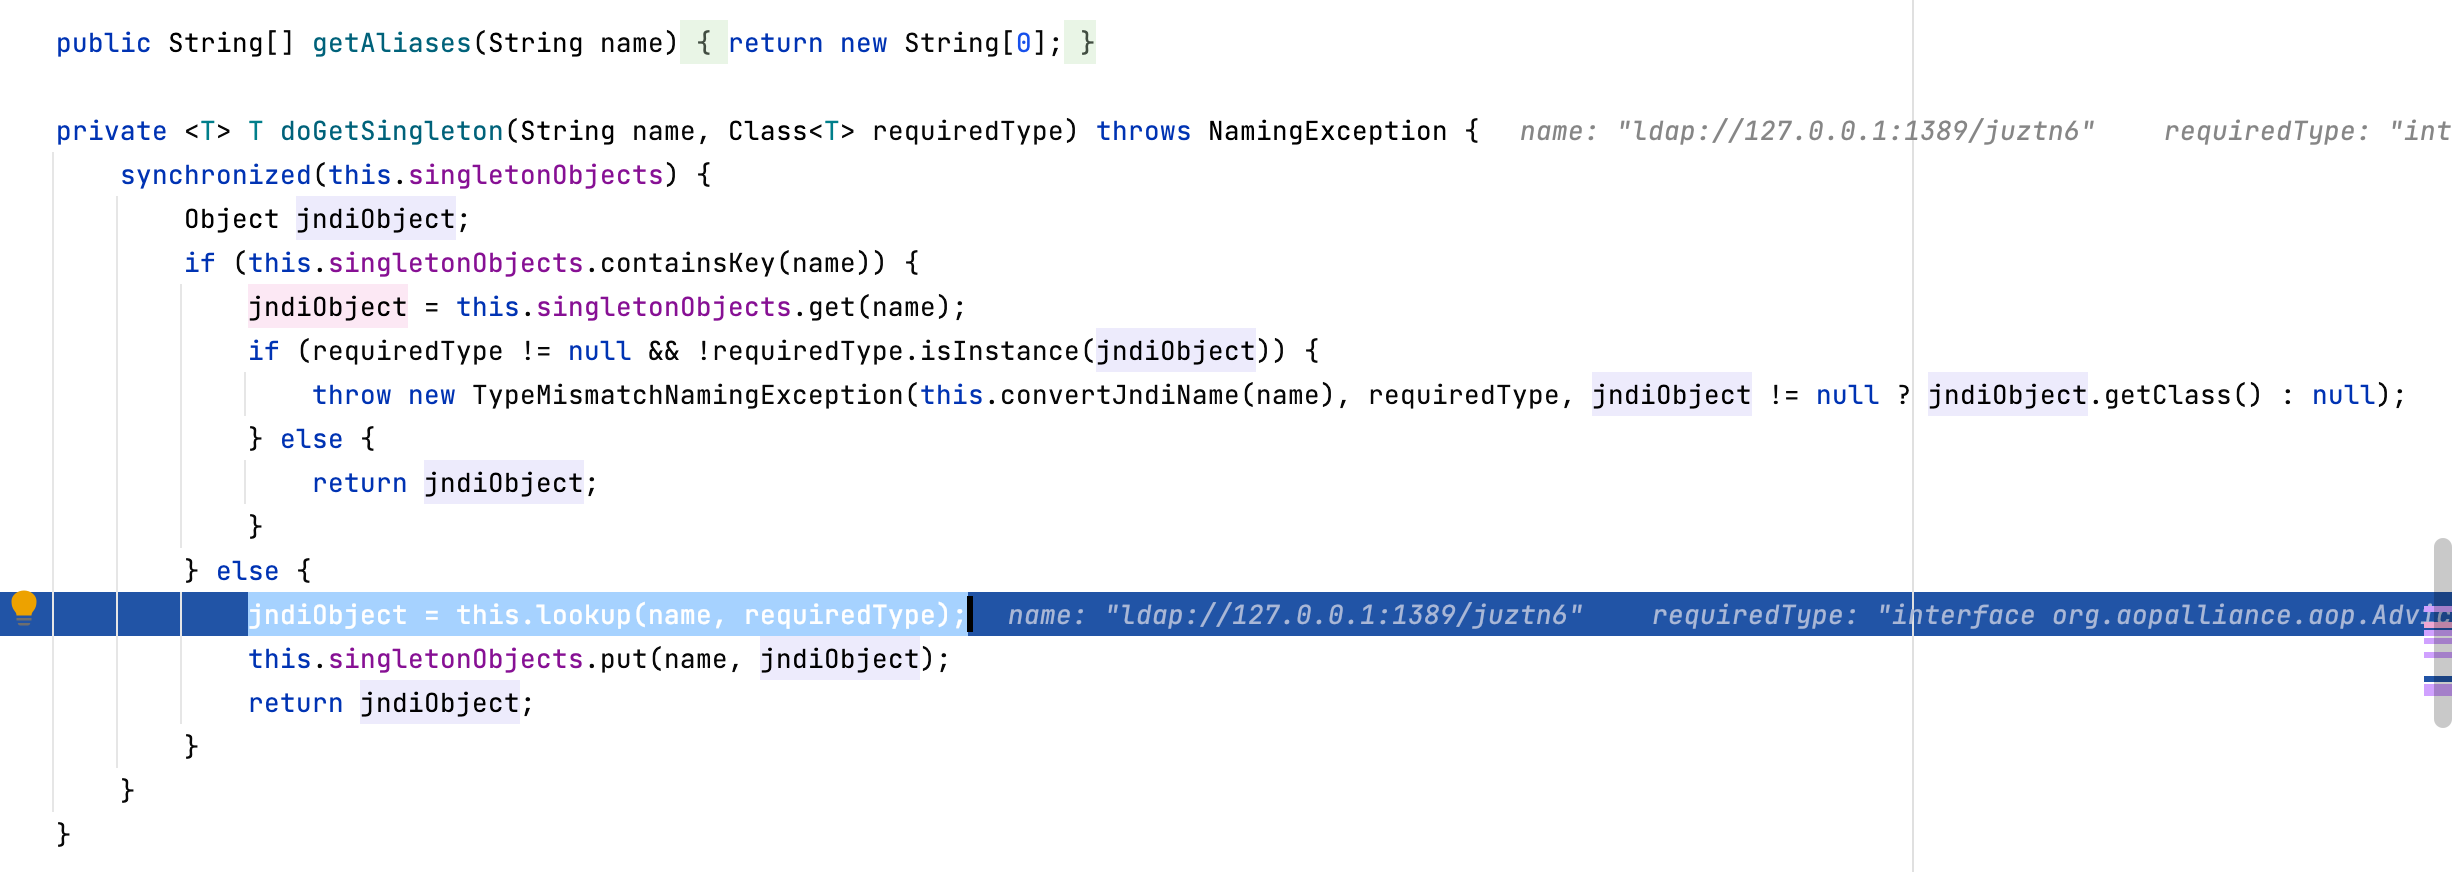 public String[] getAliases(String name) { return new String[0]; }
private <T> T doGetSingleton(String name, Class<T> requiredType) throws NamingException {   name: "ldap://127.0.0.1:1389/juztn6"    requiredType: "int
synchronized(this.singletonObjects) {
Object jndiObject;
if (this.singletonObjects.containsKey(name)) {
jndiObject = this.singletonObjects.get(name);
if (requiredType != null && !requiredType.isInstance(jndiObject)) {
throw new TypeMismatchNamingException(this.convertJndiName(name), requiredType, jndiObject != null ? jndiObject.getClass() : null);
} else {
return jndiObject;
}
} else {
jndiObject = this.lookup(name, requiredType);   name: "ldap://127.0.0.1:1389/juztn6"    requiredType: "interface org.aopalliance.aop.Advic
this.singletonObjects.put(name, jndiObject);
return jndiObject;
}
}
}